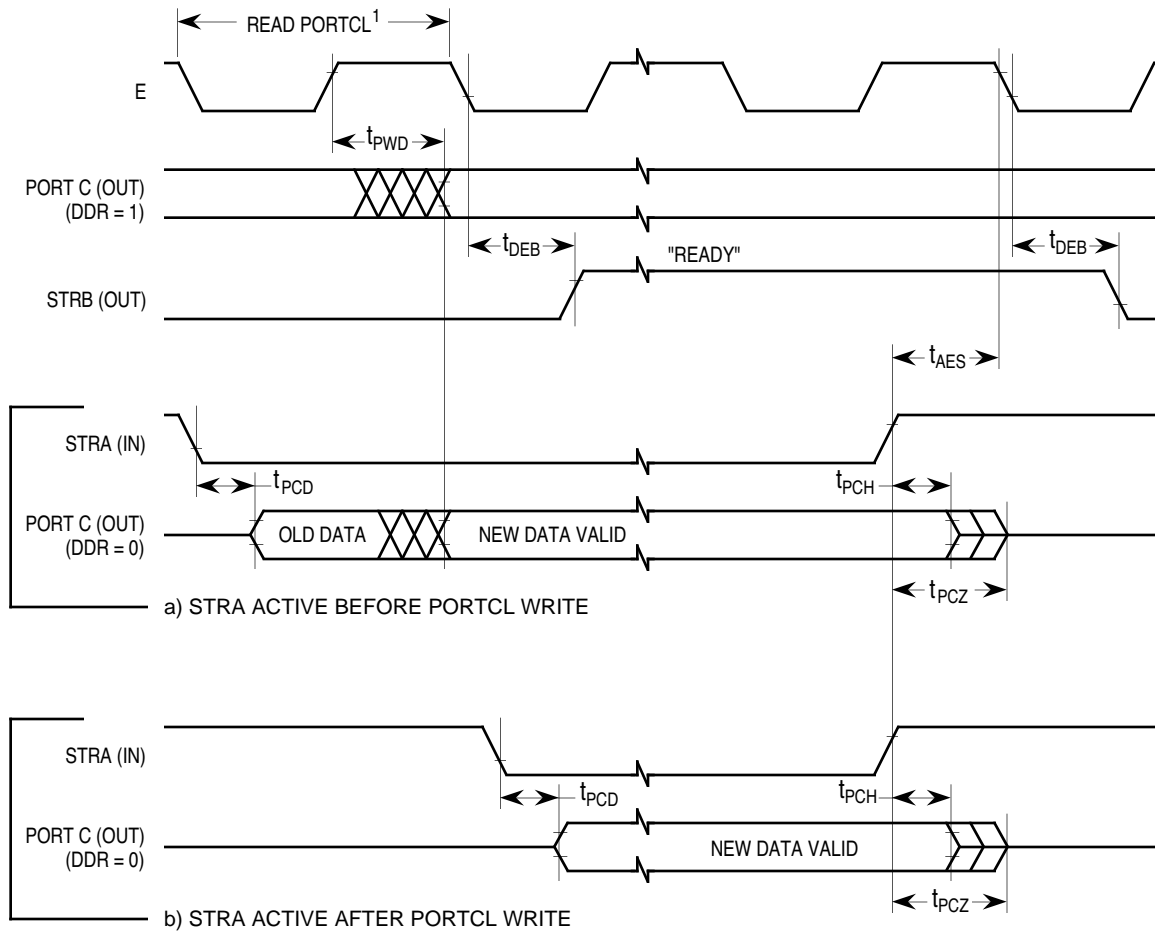 READ PORTCL1
E
tPWD
PORT C (OUT)
(DDR = 1)
tDEB
"READY"
tDEB
STRB (OUT)
tAES
STRA (IN)
tPCD
tPCH
PORT C (OUT)
(DDR = 0)
OLD DATA
NEW DATA VALID
tPCZ
a) STRA ACTIVE BEFORE PORTCL WRITE
STRA (IN)
tPCD
tPCH
PORT C (OUT)
(DDR = 0)
NEW DATA VALID
tPCZ
b) STRA ACTIVE AFTER PORTCL WRITE